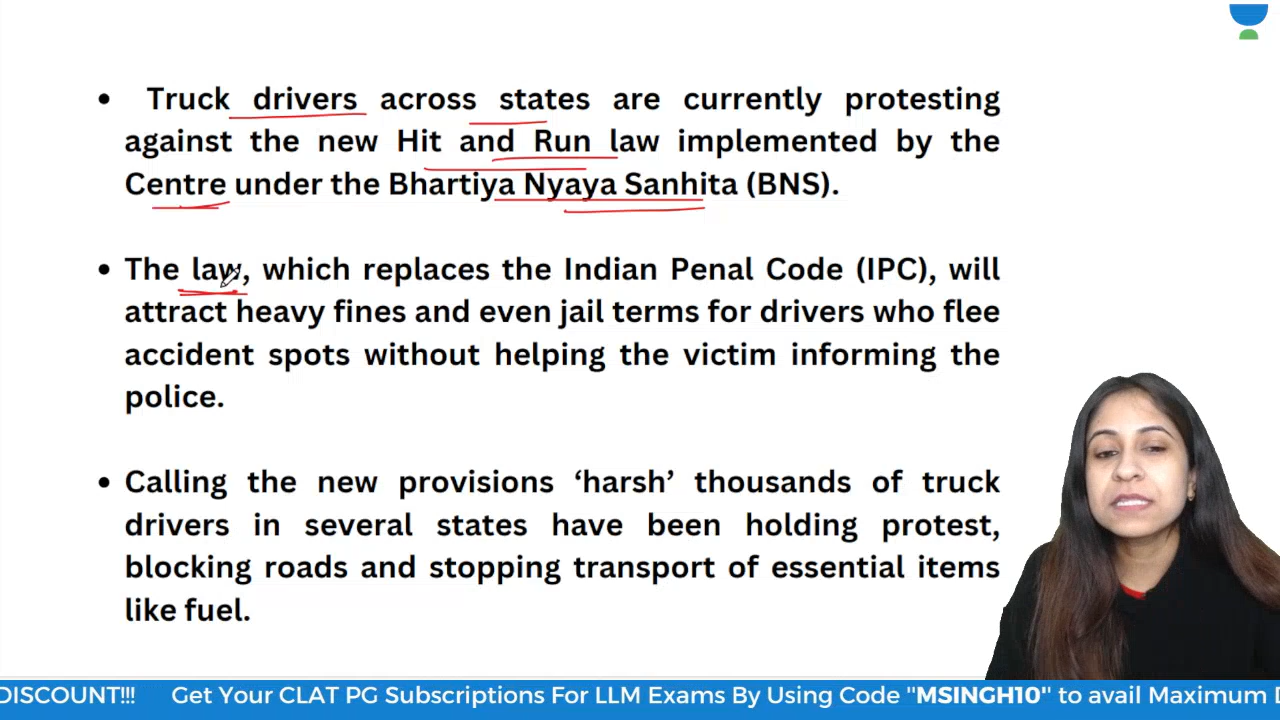 • Truck drivers across states are currently protesting
against the new Hit and Run law implemented by the
Centre under the Bhartiya Nyaya Sanhita (BNS).
• The law, which replaces the Indian Penal Code (IPC), will
attract heavy fines and even jail terms for drivers who flee
accident spots without helping the victim informing the
police.
• Calling the new provisions ‘harsh’ thousands of truck
drivers in several states have been holding protest,
blocking roads and stopping transport of essential items
like fuel.
DISCOUNT!!! Get Your CLAT PG Subscriptions For LLM Exams By Using Code "MSINGH10" to avail Maximum D